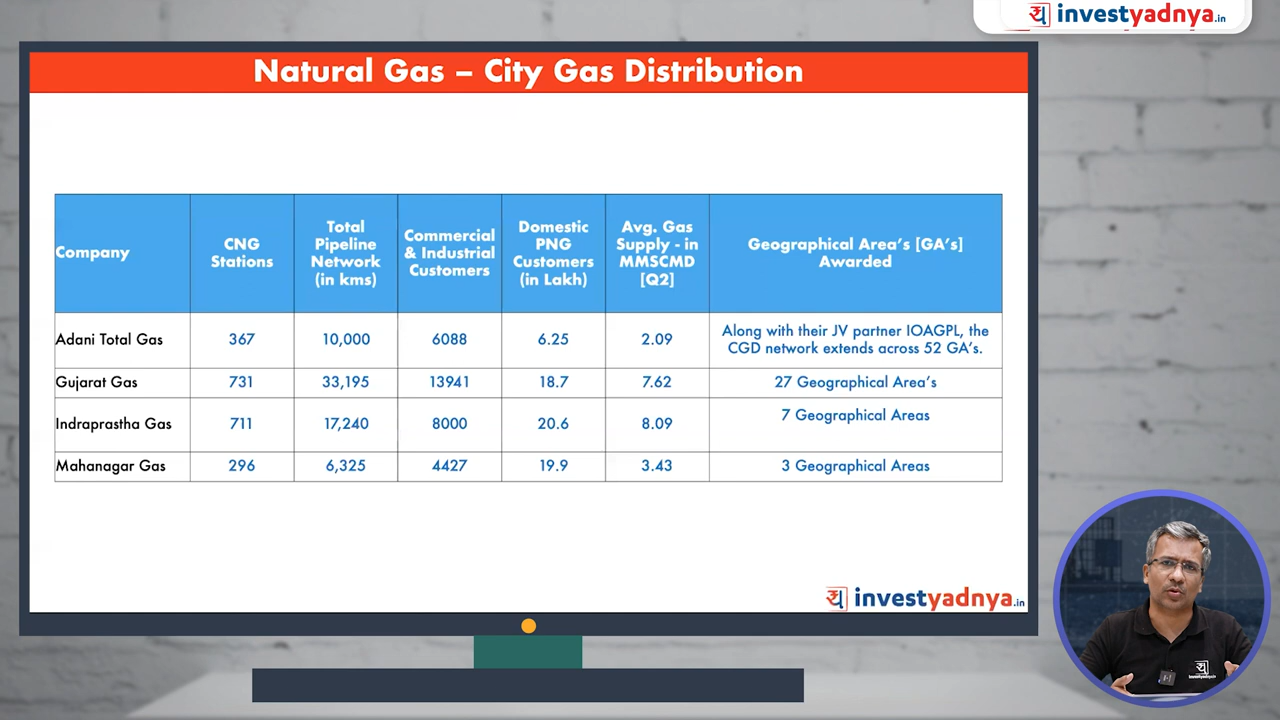 investyadnya.in
Natural Gas – City Gas Distribution
Company
CNG
Stations
Total
Pipeline
Network
(in kms)
Commercial
& Industrial
Customers
Domestic
PNG
Customers
(in Lakh)
Avg. Gas
Supply - in
MMSCMD
[Q2]
Geographical Area's [GA's]
Awarded
Adani Total Gas
367
10,000
6088
6.25
2.09
Along with their JV partner IOAGPL, the
CGD network extends across 52 GA's.
Gujarat Gas
731
33,195
13941
18.7
7.62
27 Geographical Area's
Indraprastha Gas
711
17,240
8000
20.6
8.09
7 Geographical Areas
Mahanagar Gas
296
6,325
4427
19.9
3.43
3 Geographical Areas
investyadnya.in